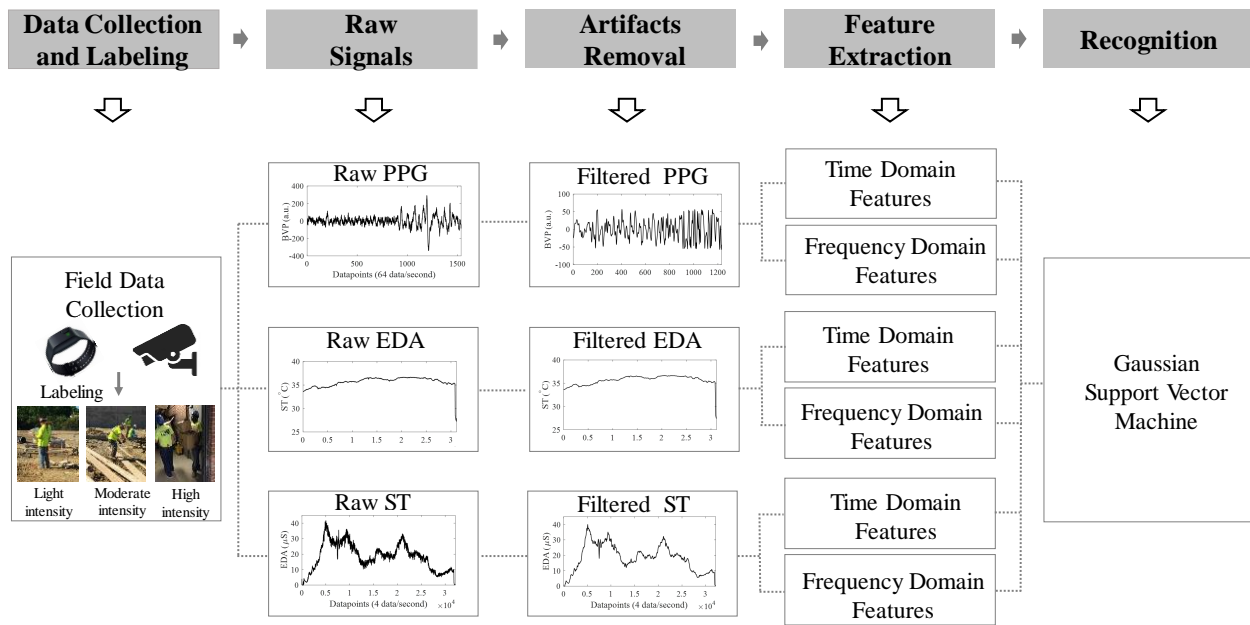 Data Collection
and Labeling
Raw
Signals
Artifacts
Removal
Feature
Extraction
Recognition
Field Data
Collection
Labeling
Light
intensity
Moderate
intensity
High
intensity
Raw PPG
400
200
0
-200
-400
BVP (a.u.)
0 500 1000 1500
Datapoints (64 data/second)
Filtered PPG
100
50
0
-50
-100
BVP (a.u.)
0 200 400 600 800 1000 1200
Time Domain
Features
Frequency Domain
Features
Raw EDA
40
35
30
25
ST (°C)
0 0.5 1 1.5 2 2.5 3
Filtered EDA
40
35
30
25
ST (°C)
0 0.5 1 1.5 2 2.5 3
Time Domain
Features
Frequency Domain
Features
Raw ST
40
30
20
10
0
EDA (µS)
0 0.5 1 1.5 2 2.5 3
Datapoints (4 data/second) ×10⁴
Filtered ST
40
30
20
10
0
EDA (µS)
0 0.5 1 1.5 2 2.5 3
Datapoints (4 data/second) ×10⁴
Time Domain
Features
Frequency Domain
Features
Gaussian
Support Vector
Machine